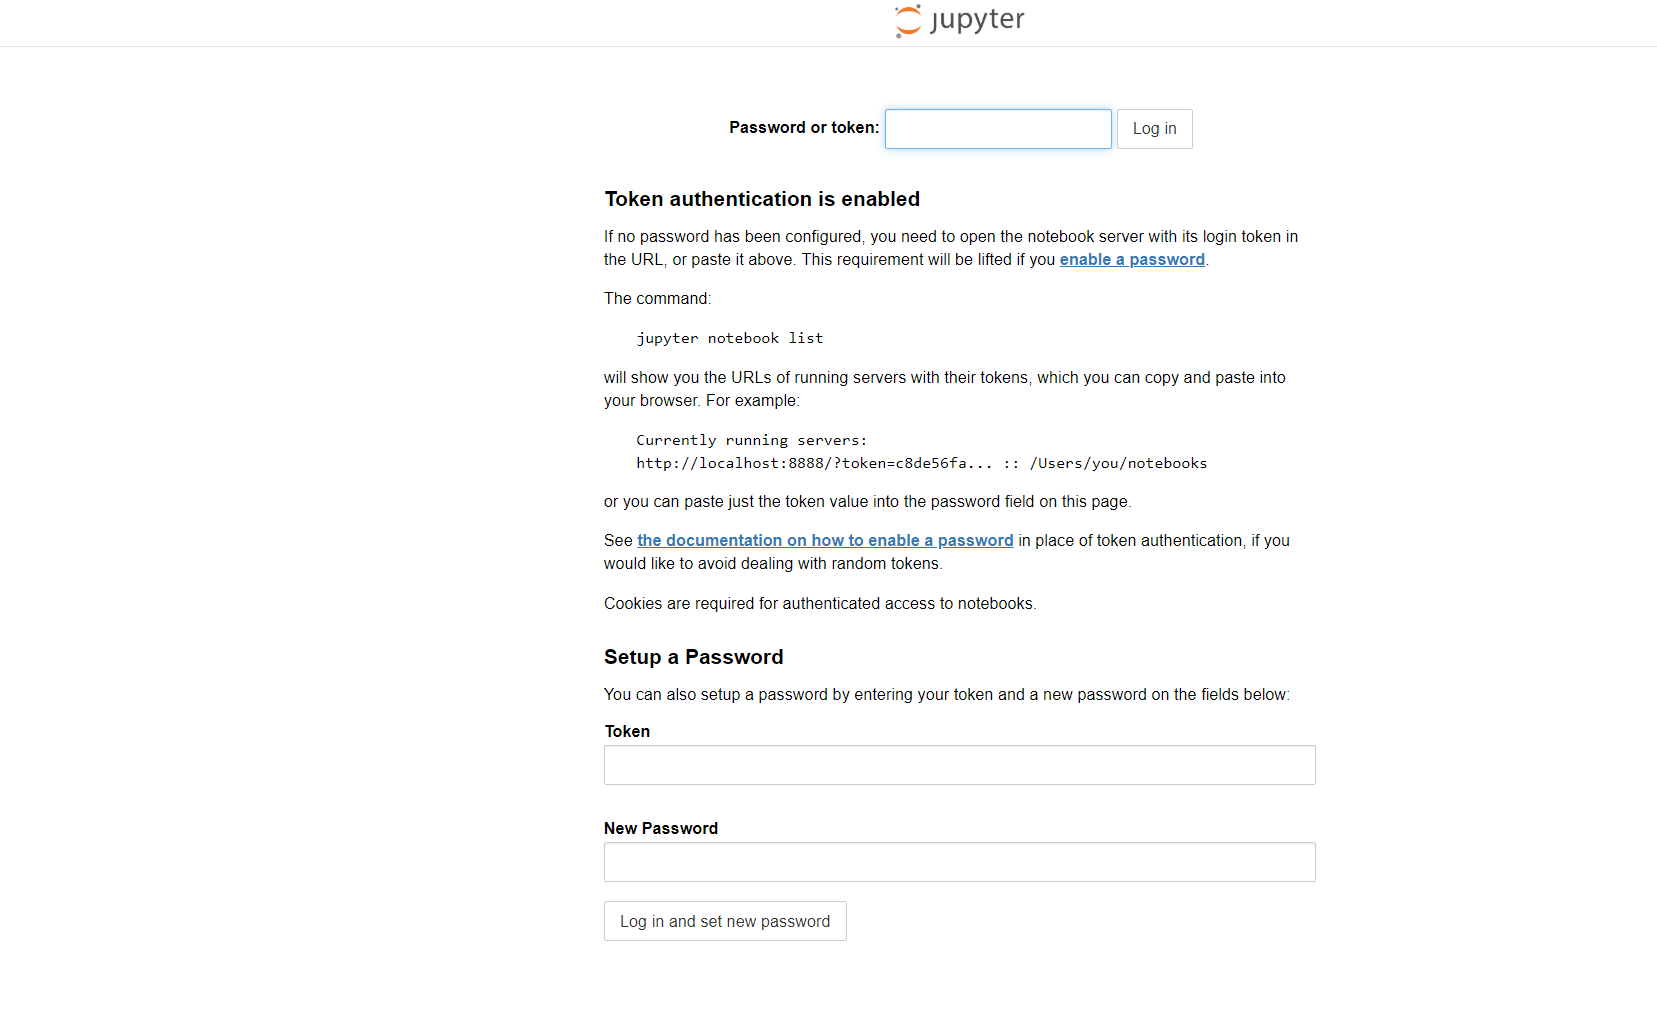 jupyter
Password or token:
Log in
Token authentication is enabled
If no password has been configured, you need to open the notebook server with its login token in
the URL, or paste it above. This requirement will be lifted if you enable a password.
The command:
jupyter notebook list
will show you the URLs of running servers with their tokens, which you can copy and paste into
your browser. For example:
Currently running servers:
http://localhost:8888/?token=c8de56fa... :: /Users/you/notebooks
or you can paste just the token value into the password field on this page.
See the documentation on how to enable a password in place of token authentication, if you
would like to avoid dealing with random tokens.
Cookies are required for authenticated access to notebooks.
Setup a Password
You can also setup a password by entering your token and a new password on the fields below:
Token
New Password
Log in and set new password